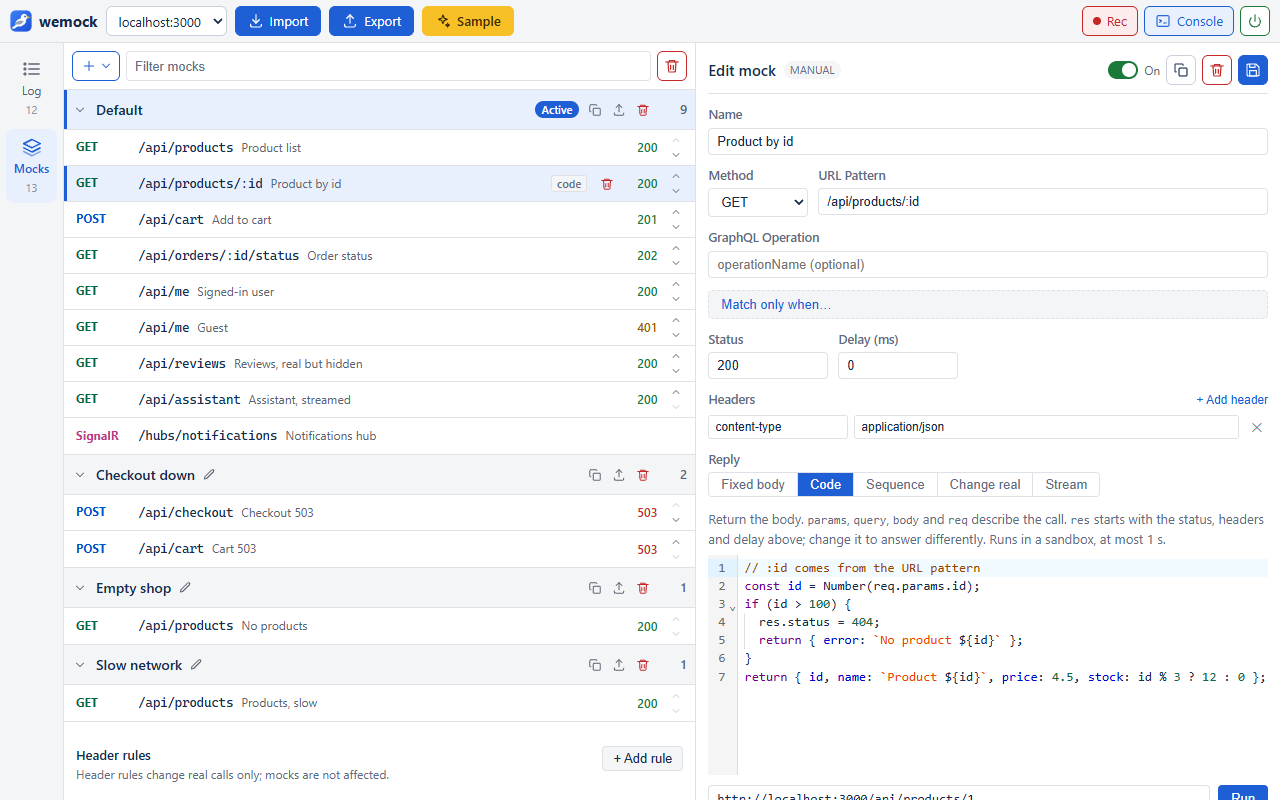 wemock localhost:3000 Import Export Sample Rec Console
Log
12
Mocks
13
Filter mocks
Default Active 9
GET /api/products Product list 200
GET /api/products/:id Product by id code 200
POST /api/cart Add to cart 201
GET /api/orders/:id/status Order status 202
GET /api/me Signed-in user 200
GET /api/me Guest 401
GET /api/reviews Reviews, real but hidden 200
GET /api/assistant Assistant, streamed 200
SignalR /hubs/notifications Notifications hub
Checkout down 2
POST /api/checkout Checkout 503 503
POST /api/cart Cart 503 503
Empty shop 1
GET /api/products No products 200
Slow network 1
GET /api/products Products, slow 200
Header rules
Header rules change real calls only; mocks are not affected.
+ Add rule
Edit mock MANUAL On
Name
Product by id
Method URL Pattern
GET /api/products/:id
GraphQL Operation
operationName (optional)
Match only when…
Status Delay (ms)
200 0
Headers + Add header
content-type application/json
Reply
Fixed body Code Sequence Change real Stream
Return the body. params, query, body and req describe the call. res starts with the status, headers
and delay above; change it to answer differently. Runs in a sandbox, at most 1 s.
1 // :id comes from the URL pattern
2 const id = Number(req.params.id);
3 if (id > 100) {
4 res.status = 404;
5 return { error: `No product ${id}` };
6 }
7 return { id, name: `Product ${id}`, price: 4.5, stock: id % 3 ? 12 : 0 };
http://localhost:3000/api/products/1 Run